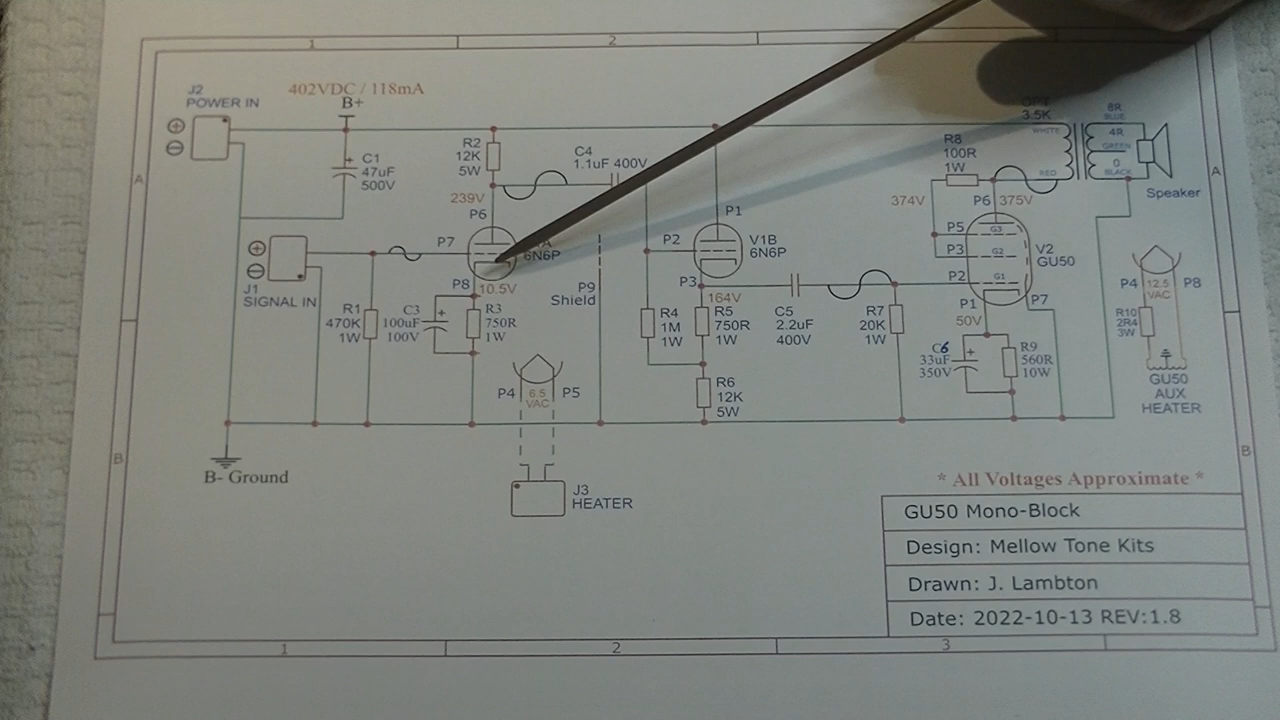 1
2
J2
POWER IN
402VDC / 118mA
B+
C1
47uF
500V
R2
12K
5W
239V
P6
C4
1.1uF 400V
P1
V1B
6N6P
P2
P3
164V
3.5K
WHITE
RED
8R
BLUE
4R
GREEN
0
BLACK
Speaker
R8
100R
1W
374V
P6
375V
P5
P3
P2
G3
G2
G1
V2
GU50
P1
50V
P7
A
A
J1
SIGNAL IN
P7
6N6P
P8
10.5V
R1
470K
1W
C3
100uF
100V
R3
750R
1W
P9
Shield
R4
1M
1W
R5
750R
1W
C5
2.2uF
400V
R7
20K
1W
C6
33uF
350V
R9
560R
10W
P4
12.5
VAC
P8
R10
2R4
3W
GU50
AUX
HEATER
P4
6.5
VAC
P5
R6
12K
5W
B
B
B- Ground
J3
HEATER
* All Voltages Approximate *
GU50 Mono-Block
Design: Mellow Tone Kits
Drawn: J. Lambton
Date: 2022-10-13 REV:1.8
1
2
3